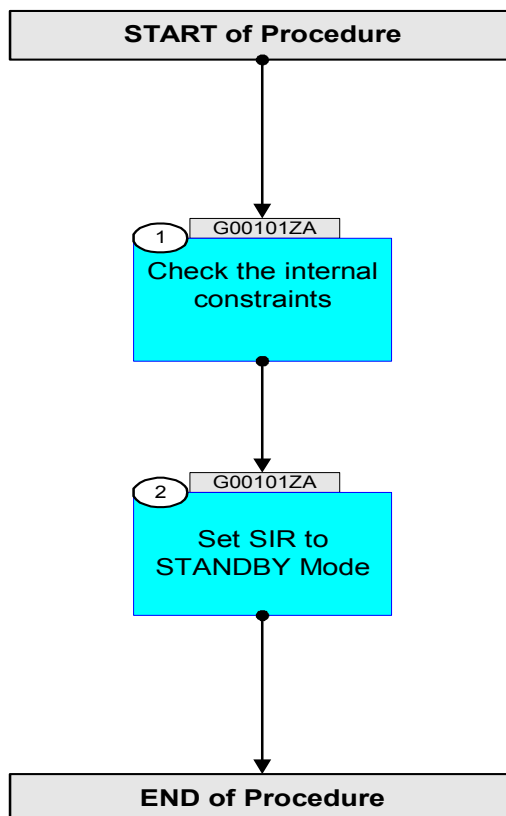 START of Procedure
G00101ZA
1
Check the internal
constraints
G00101ZA
2
Set SIR to
STANDBY Mode
END of Procedure